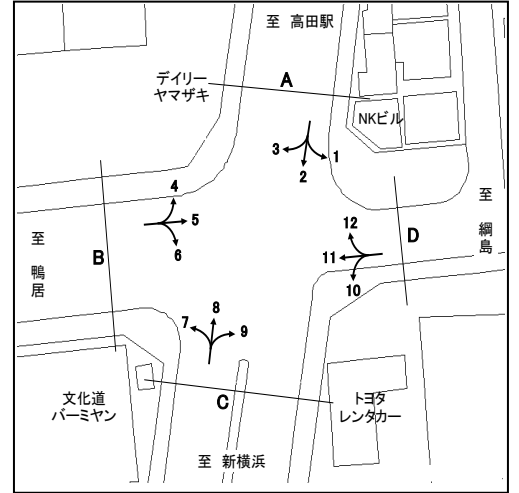 至 高田駅
デイリー
ヤマザキ
A
NKビル
3
2
1
4
5
6
至
鴨
居
B
12
11
10
D
至
綱
島
7
8
9
C
文化道
バーミヤン
トヨタ
レンタカー
至 新横浜